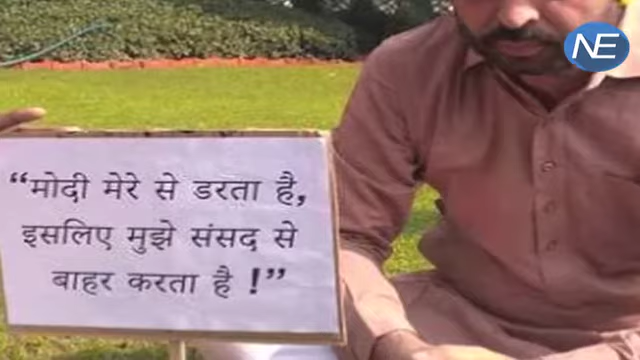 NE
“मोदी मेरे से डरता है,
इसलिए मुझे संसद से
बाहर करता है !”